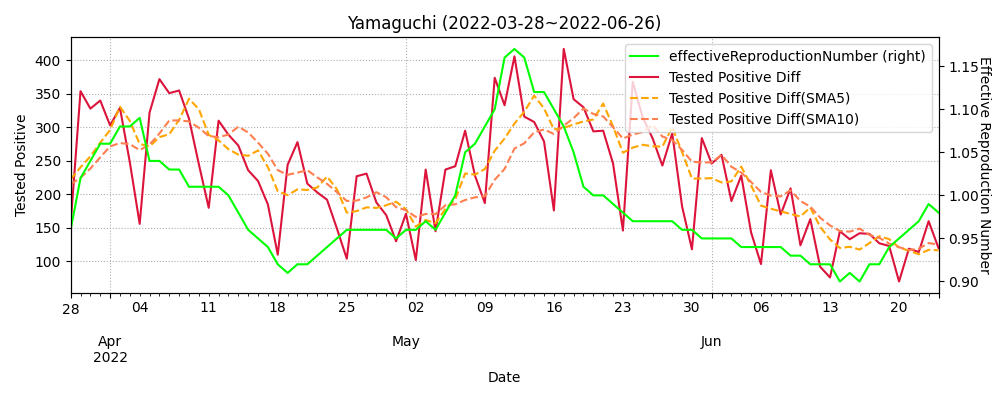 Yamaguchi (2022-03-28~2022-06-26)
effectiveReproductionNumber (right)
Tested Positive Diff
Tested Positive Diff(SMA5)
Tested Positive Diff(SMA10)
Tested Positive
400
350
300
250
200
150
100
1.15
1.10
1.05
1.00
0.95
0.90
Effective Reproduction Number
28 04 11 18 25 02 09 16 23 30 06 13 20
Apr May Jun
2022
Date